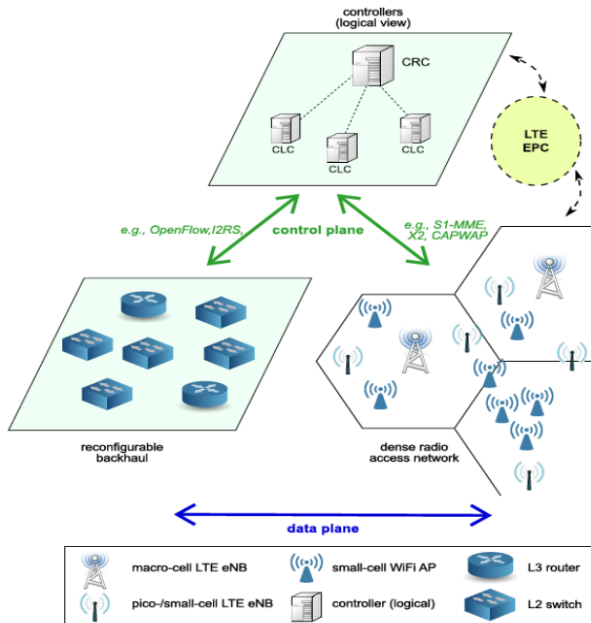 controllers
(logical view)
CRC
CLC
CLC
CLC
LTE
EPC
e.g., OpenFlow,I2RS,
control plane
e.g., S1-MME,
X2, CAPWAP
reconfigurable
backhaul
dense radio
access network
data plane
macro-cell LTE eNB
small-cell WiFi AP
L3 router
pico-/small-cell LTE eNB
controller (logical)
L2 switch